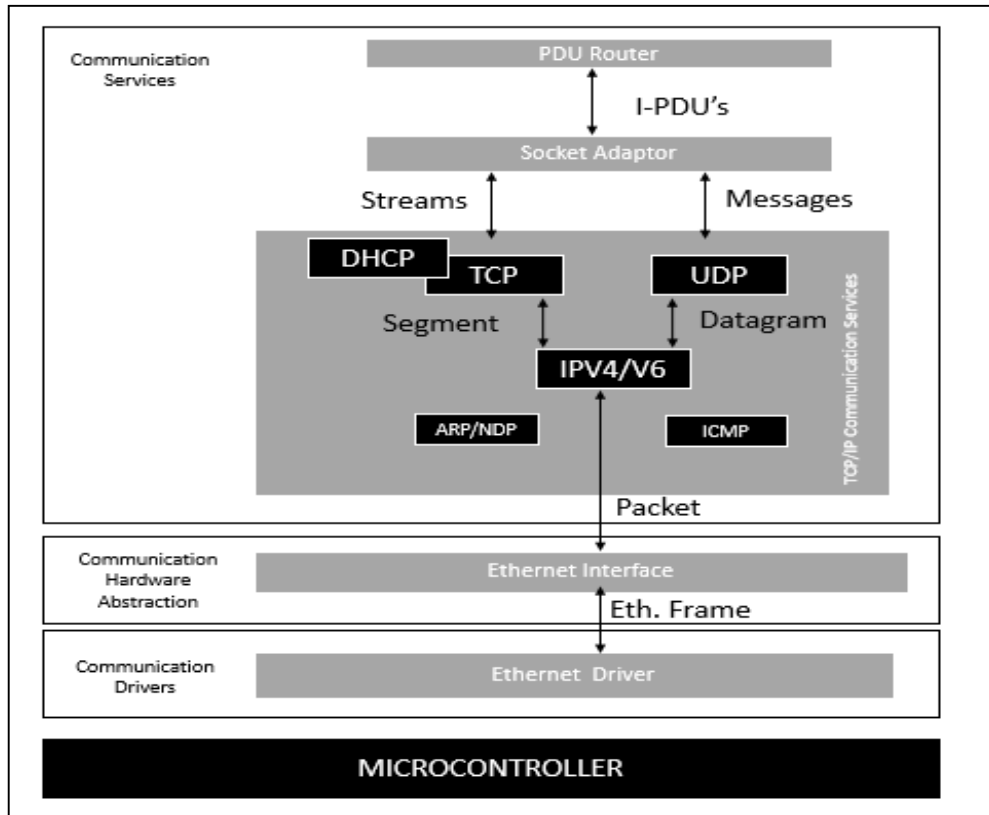 Communication
Services
PDU Router
I-PDU's
Socket Adaptor
Streams
Messages
DHCP
TCP
UDP
Segment
Datagram
IPV4/V6
ARP/NDP
ICMP
TCP/IP Communication Services
Packet
Communication
Hardware
Abstraction
Ethernet Interface
Eth. Frame
Communication
Drivers
Ethernet Driver
MICROCONTROLLER